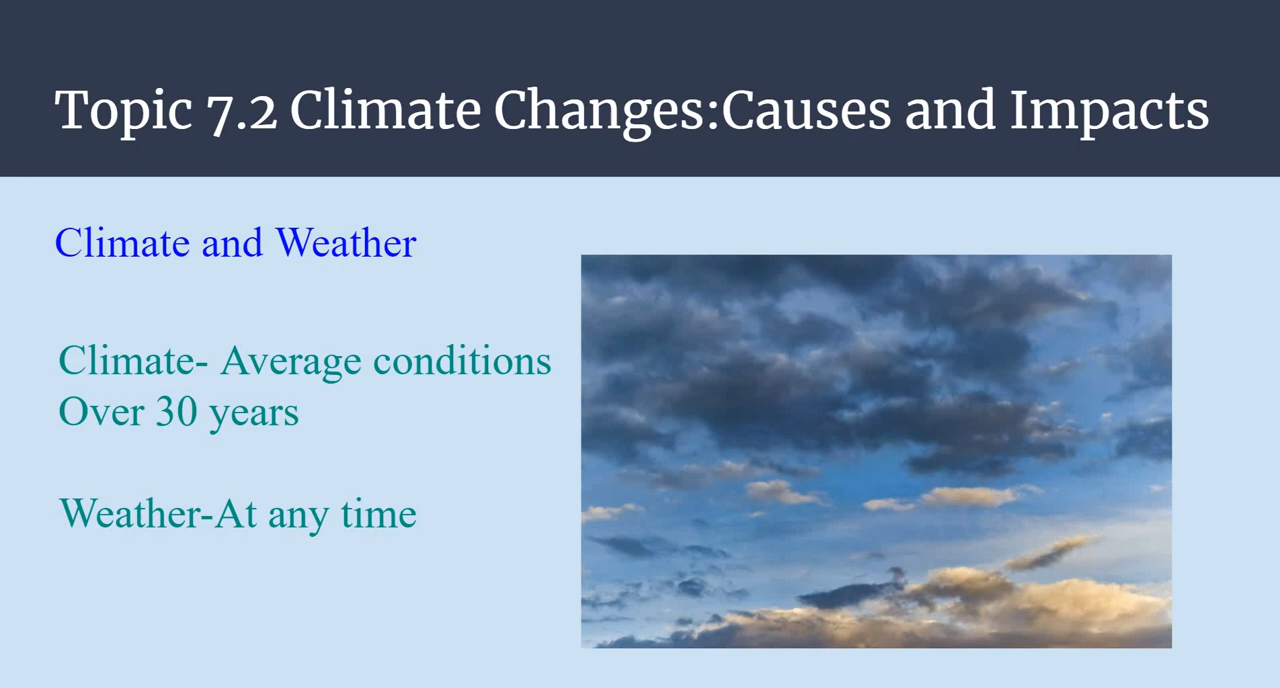 Topic 7.2 Climate Changes:Causes and Impacts
Climate and Weather
Climate- Average conditions
Over 30 years
Weather-At any time